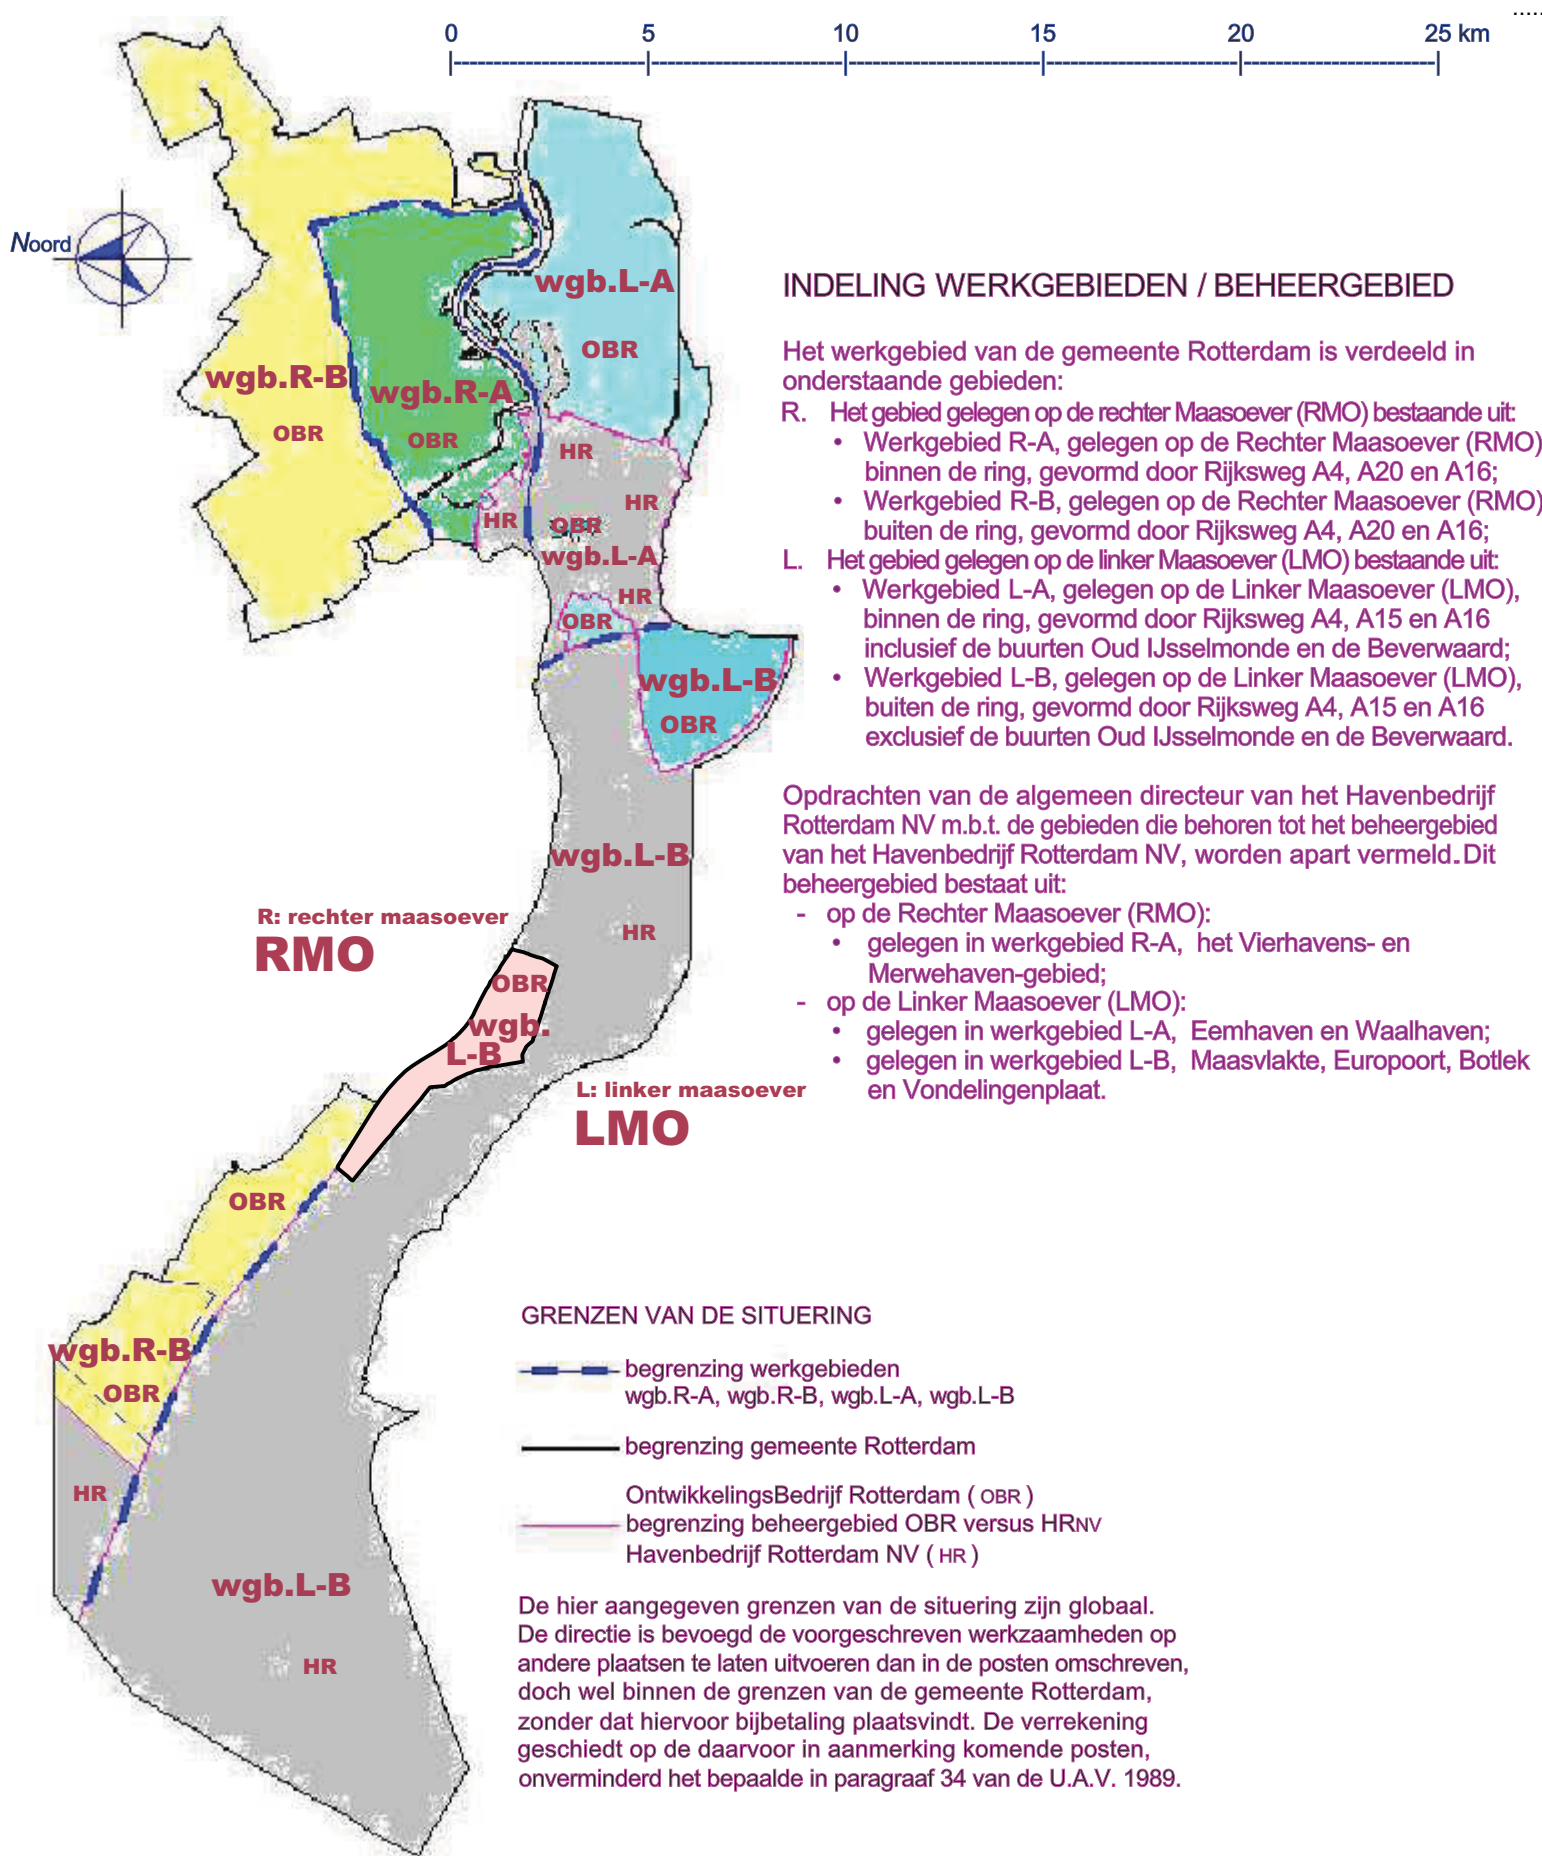 .....
0 5 10 15 20 25 km
Noord
wgb.L-A
OBR
wgb.R-B
OBR
wgb.R-A
OBR
HR
HR
HR
OBR
wgb.L-A
HR
OBR
wgb.L-B
OBR
wgb.L-B
HR
R: rechter maasoever
RMO
OBR
wgb.
L-B
L: linker maasoever
LMO
OBR
wgb.R-B
OBR
HR
wgb.L-B
HR
INDELING WERKGEBIEDEN / BEHEERGEBIED
Het werkgebied van de gemeente Rotterdam is verdeeld in
onderstaande gebieden:
R. Het gebied gelegen op de rechter Maasoever (RMO) bestaande uit:
• Werkgebied R-A, gelegen op de Rechter Maasoever (RMO)
binnen de ring, gevormd door Rijksweg A4, A20 en A16;
• Werkgebied R-B, gelegen op de Rechter Maasoever (RMO)
buiten de ring, gevormd door Rijksweg A4, A20 en A16;
L. Het gebied gelegen op de linker Maasoever (LMO) bestaande uit:
• Werkgebied L-A, gelegen op de Linker Maasoever (LMO),
binnen de ring, gevormd door Rijksweg A4, A15 en A16
inclusief de buurten Oud IJsselmonde en de Beverwaard;
• Werkgebied L-B, gelegen op de Linker Maasoever (LMO),
buiten de ring, gevormd door Rijksweg A4, A15 en A16
exclusief de buurten Oud IJsselmonde en de Beverwaard.
Opdrachten van de algemeen directeur van het Havenbedrijf
Rotterdam NV m.b.t. de gebieden die behoren tot het beheergebied
van het Havenbedrijf Rotterdam NV, worden apart vermeld. Dit
beheergebied bestaat uit:
- op de Rechter Maasoever (RMO):
• gelegen in werkgebied R-A, het Vierhavens- en
Merwehaven-gebied;
- op de Linker Maasoever (LMO):
• gelegen in werkgebied L-A, Eemhaven en Waalhaven;
• gelegen in werkgebied L-B, Maasvlakte, Europoort, Botlek
en Vondelingenplaat.
GRENZEN VAN DE SITUERING
begrenzing werkgebieden
wgb.R-A, wgb.R-B, wgb.L-A, wgb.L-B
begrenzing gemeente Rotterdam
OntwikkelingsBedrijf Rotterdam ( OBR )
begrenzing beheergebied OBR versus HRNV
Havenbedrijf Rotterdam NV ( HR )
De hier aangegeven grenzen van de situering zijn globaal.
De directie is bevoegd de voorgeschreven werkzaamheden op
andere plaatsen te laten uitvoeren dan in de posten omschreven,
doch wel binnen de grenzen van de gemeente Rotterdam,
zonder dat hiervoor bijbetaling plaatsvindt. De verrekening
geschiedt op de daarvoor in aanmerking komende posten,
onverminderd het bepaalde in paragraaf 34 van de U.A.V. 1989.